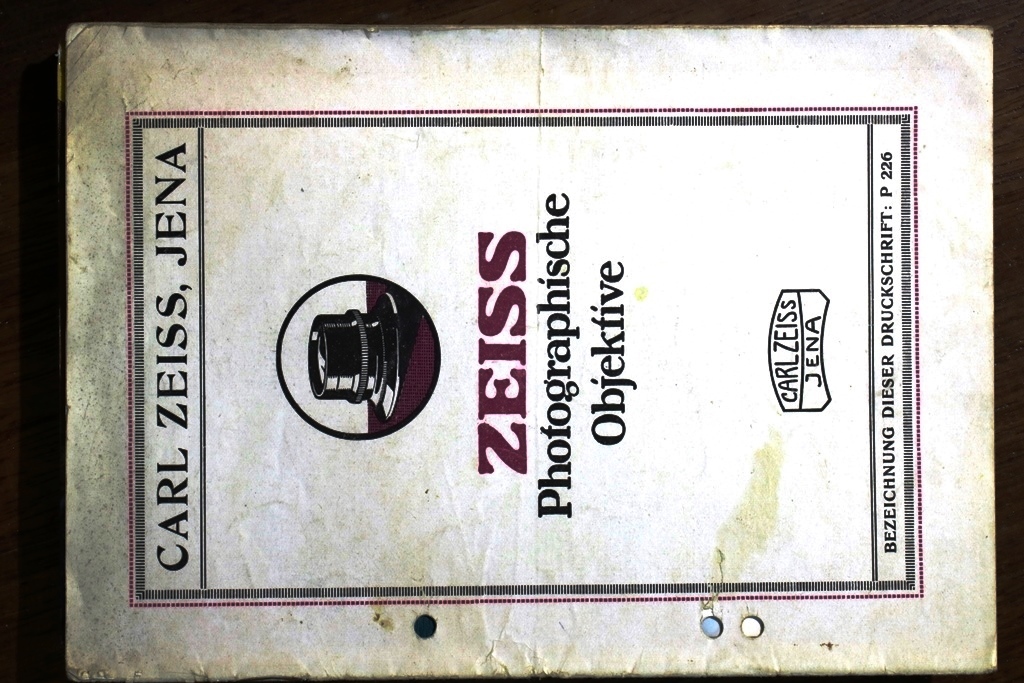 CARL ZEISS, JENA
ZEISS
Photographische
Objektive
CARL ZEISS
JENA
BEZEICHNUNG DIESER DRUCKSCHRIFT: P 226